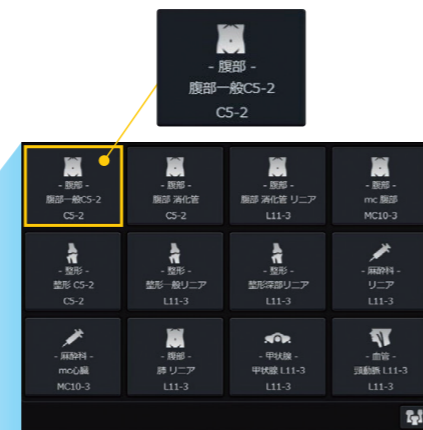 - 腹部 -
腹部一般C5-2
C5-2
- 腹部 -
腹部一般C5-2
C5-2
- 腹部 -
腹部 消化管
C5-2
- 腹部 -
腹部 消化管 リニア
L11-3
- 腹部 -
mc 腹部
MC10-3
- 整形 -
整形 C5-2
C5-2
- 整形 -
整形一般リニア
L11-3
- 整形 -
整形深部リニア
L11-3
- 麻酔科 -
リニア
L11-3
- 麻酔科 -
mc心臓
MC10-3
- 腹部 -
肺 リニア
L11-3
- 甲状腺 -
甲状腺 L11-3
L11-3
- 血管 -
頸動脈 L11-3
L11-3